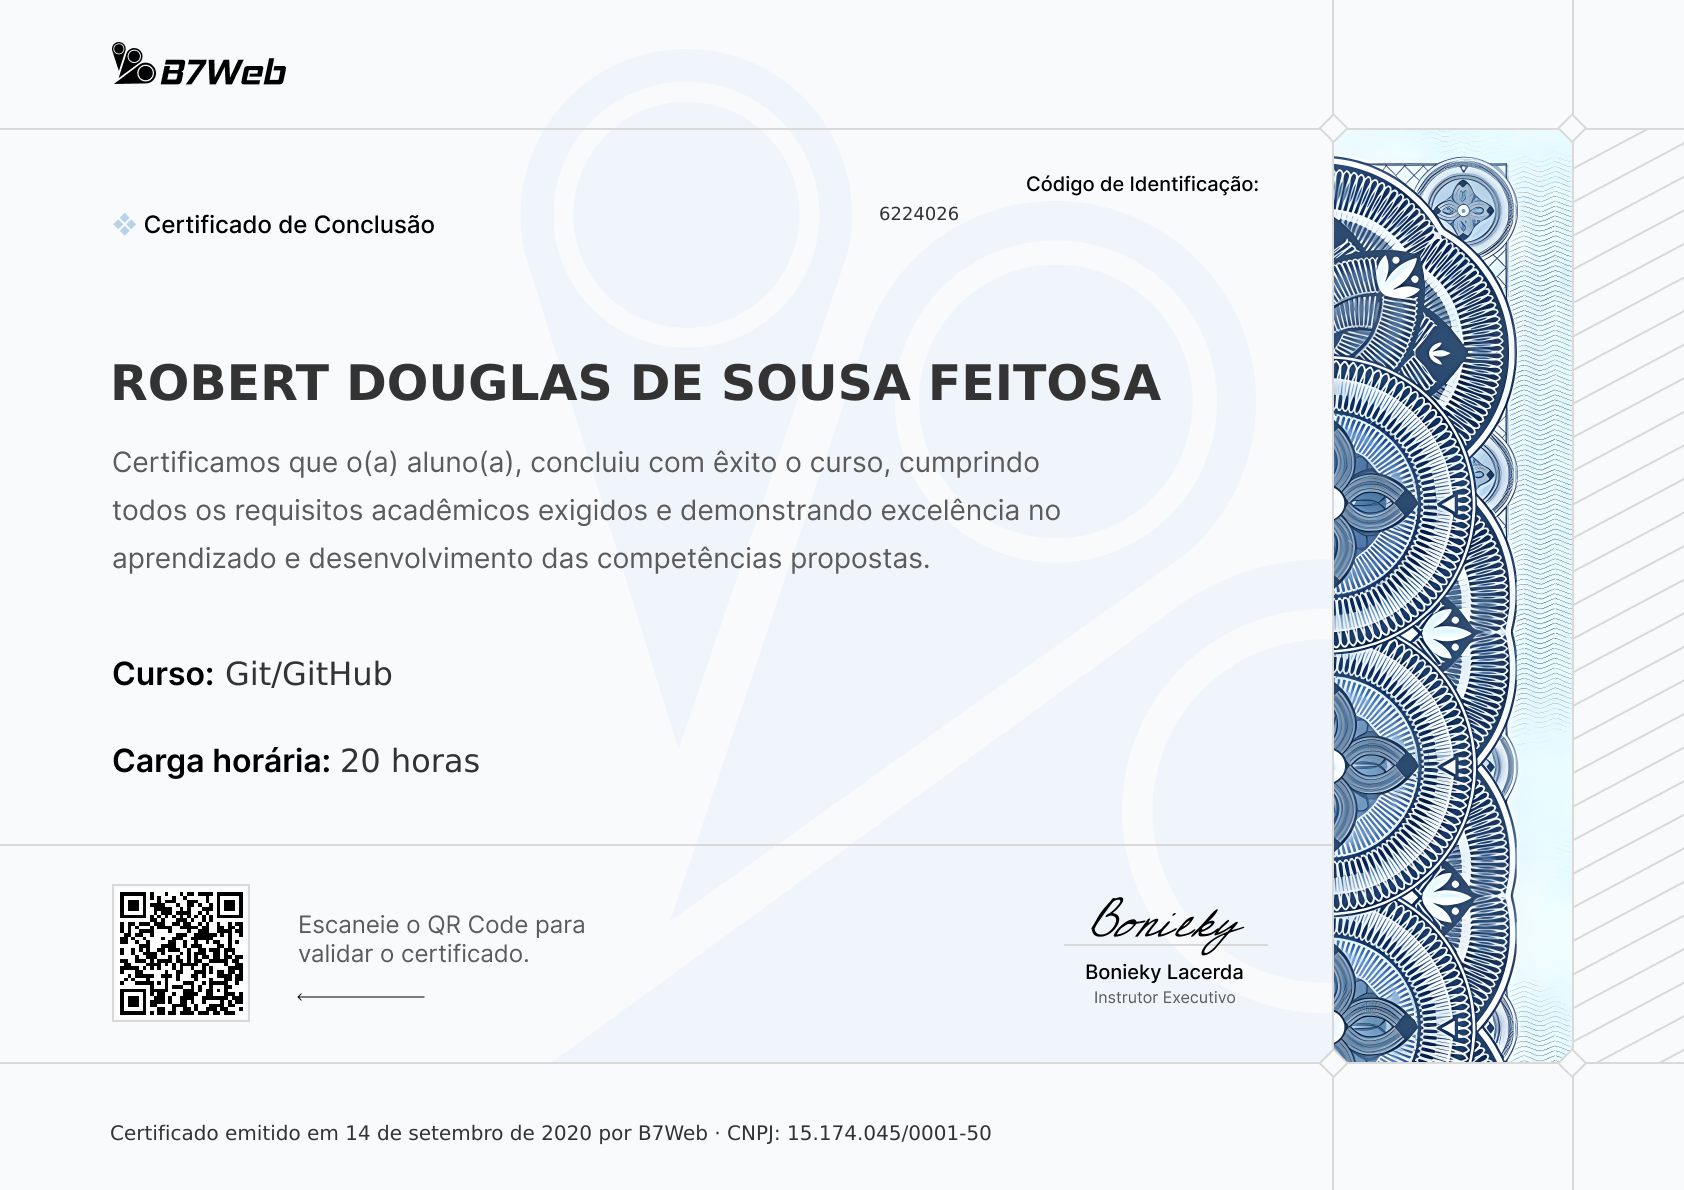 B7Web
Código de Identificação:
6224026
Certificado de Conclusão
ROBERT DOUGLAS DE SOUSA FEITOSA
Certificamos que o(a) aluno(a), concluiu com êxito o curso, cumprindo
todos os requisitos acadêmicos exigidos e demonstrando excelência no
aprendizado e desenvolvimento das competências propostas.
Curso: Git/GitHub
Carga horária: 20 horas
Escaneie o QR Code para
validar o certificado.
Bonieky
Bonieky Lacerda
Instrutor Executivo
Certificado emitido em 14 de setembro de 2020 por B7Web · CNPJ: 15.174.045/0001-50